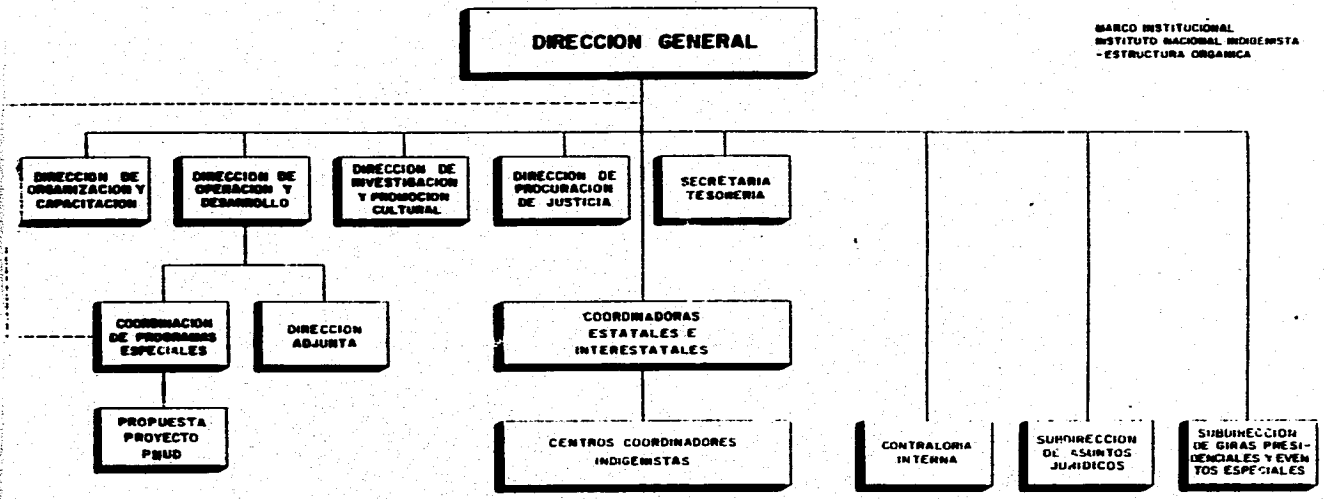 DIRECCION GENERAL
MARCO INSTITUCIONAL
INSTITUTO NACIONAL INDIGENISTA
-ESTRUCTURA ORGANICA
DIRECCION DE
ORGANIZACION Y
CAPACITACION
DIRECCION DE
OPERACION Y
DESARROLLO
DIRECCION DE
INVESTIGACION
Y PROMOCION
CULTURAL
DIRECCION DE
PROCURACION
DE JUSTICIA
SECRETARIA
TESORERIA
COORDINACION
DE PROGRAMAS
ESPECIALES
DIRECCION
ADJUNTA
COORDINADORAS
ESTATALES E
INTERESTATALES
PROPUESTA
PROYECTO
PNUD
CENTROS COORDINADORES
INDIGENISTAS
CONTRALORIA
INTERNA
SUBDIRECCION
DE ASUNTOS
JURIDICOS
SUBDIRECCION
DE GIRAS PRESI-
DENCIALES Y EVEN
TOS ESPECIALES